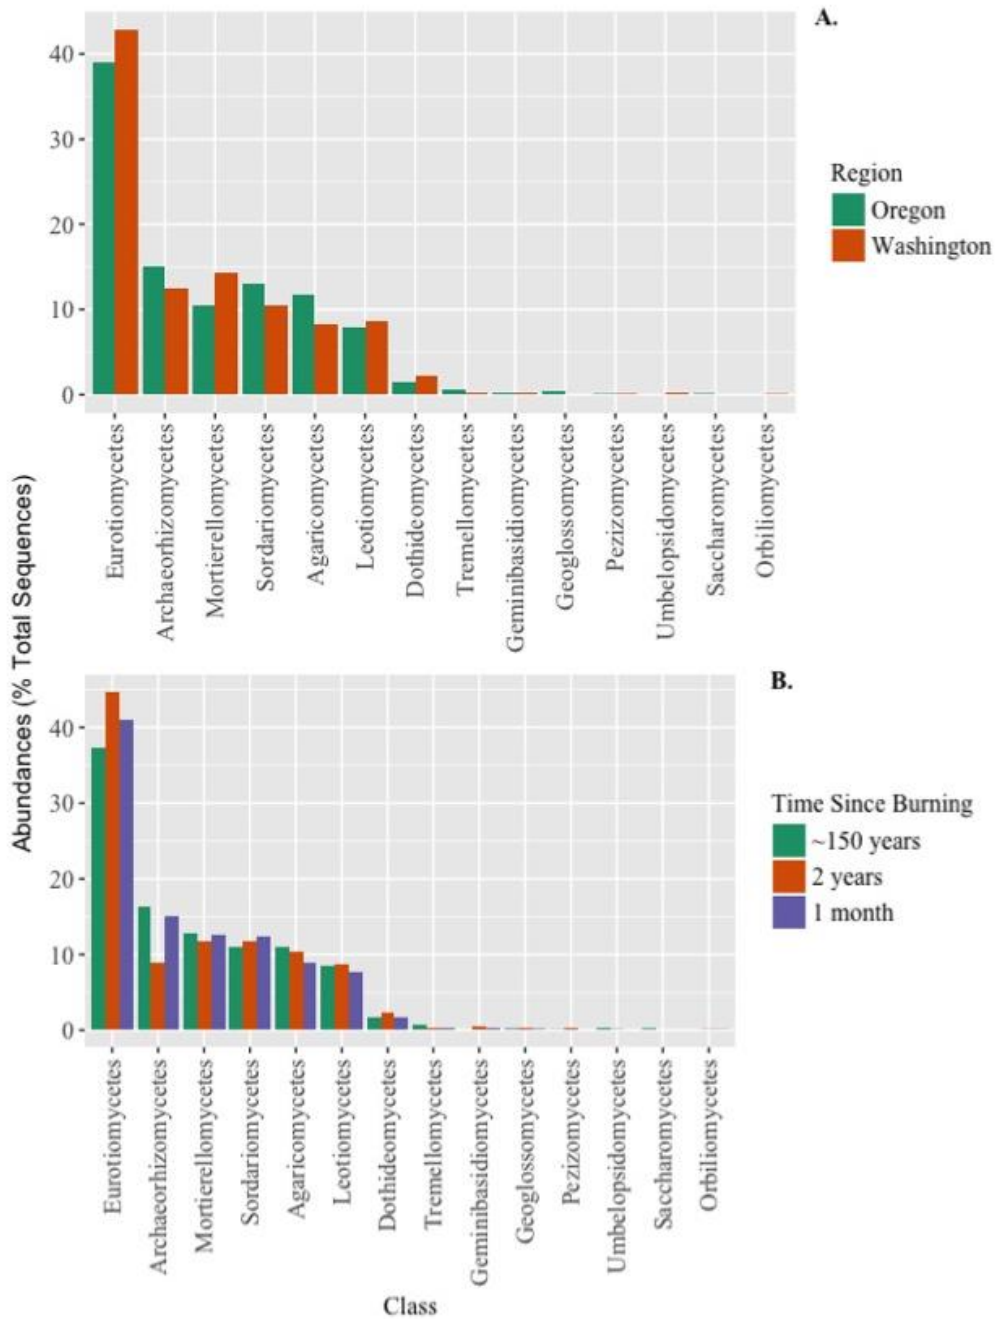 A.
40
30
20
10
0
Region
Oregon
Washington
Eurotiomycetes
Archaeorhizomycetes
Mortierellomycetes
Sordariomycetes
Agaricomycetes
Leotiomycetes
Dothideomycetes
Tremellomycetes
Geminibasidiomycetes
Geoglossomycetes
Pezizomycetes
Umbelopsidomycetes
Saccharomycetes
Orbiliomycetes
Abundances (% Total Sequences)
B.
40
30
20
10
0
Time Since Burning
~150 years
2 years
1 month
Eurotiomycetes
Archaeorhizomycetes
Mortierellomycetes
Sordariomycetes
Agaricomycetes
Leotiomycetes
Dothideomycetes
Tremellomycetes
Geminibasidiomycetes
Geoglossomycetes
Pezizomycetes
Umbelopsidomycetes
Saccharomycetes
Orbiliomycetes
Class